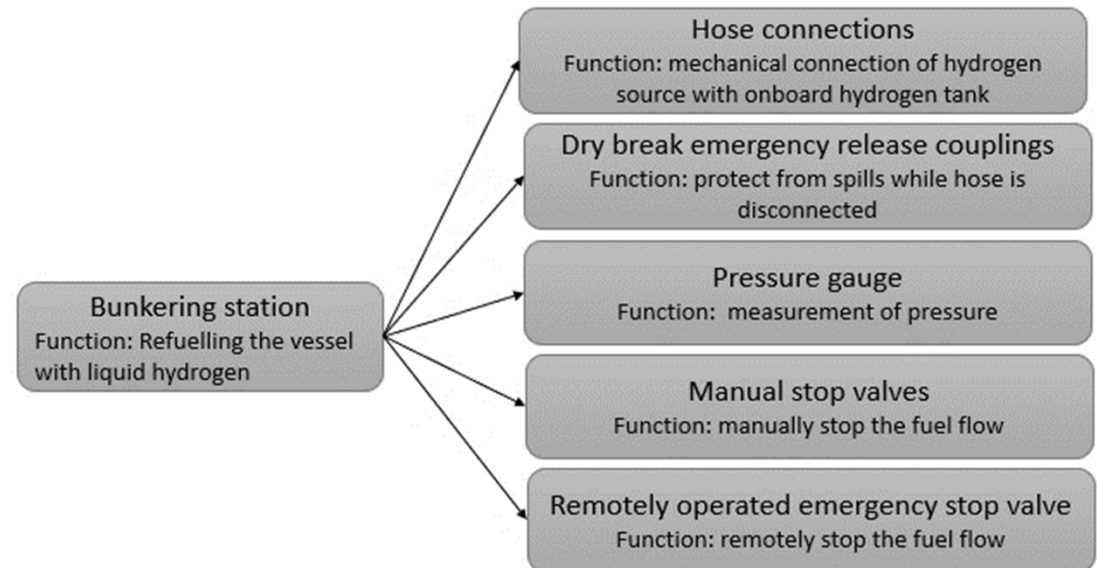 Hose connections
Function: mechanical connection of hydrogen
source with onboard hydrogen tank
Dry break emergency release couplings
Function: protect from spills while hose is
disconnected
Pressure gauge
Function:  measurement of pressure
Bunkering station
Function: Refuelling the vessel
with liquid hydrogen
Manual stop valves
Function: manually stop the fuel flow
Remotely operated emergency stop valve
Function: remotely stop the fuel flow